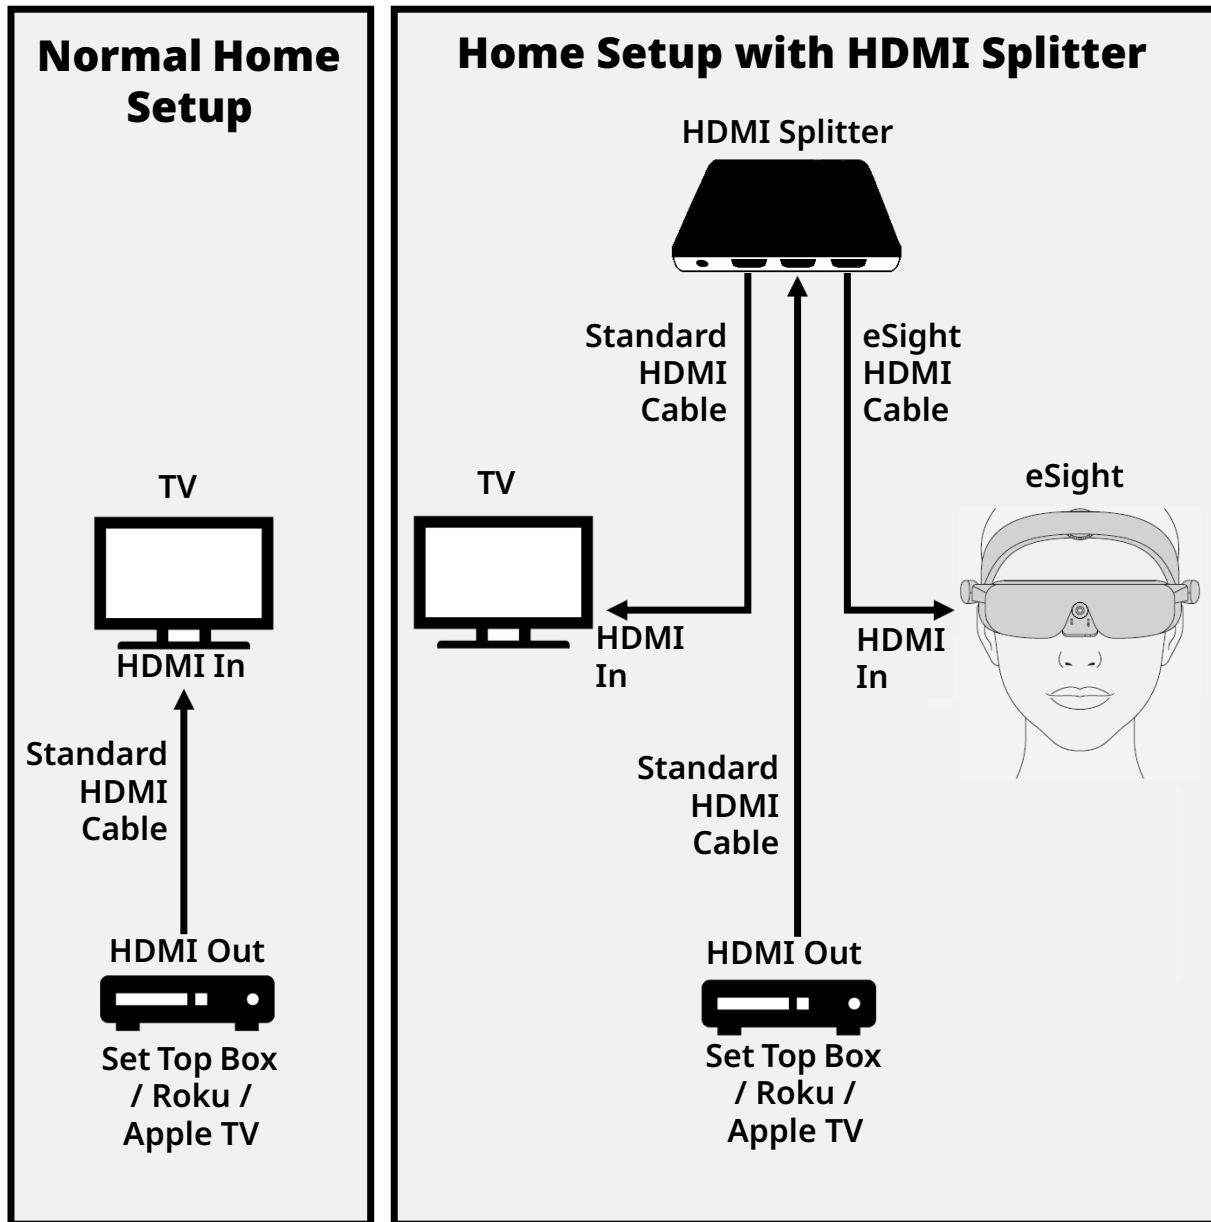 Normal Home
Setup
TV
HDMI In
Standard
HDMI
Cable
HDMI Out
Set Top Box
/ Roku /
Apple TV
Home Setup with HDMI Splitter
HDMI Splitter
Standard
HDMI
Cable
eSight
HDMI
Cable
TV
eSight
HDMI
In
HDMI
In
Standard
HDMI
Cable
HDMI Out
Set Top Box
/ Roku /
Apple TV